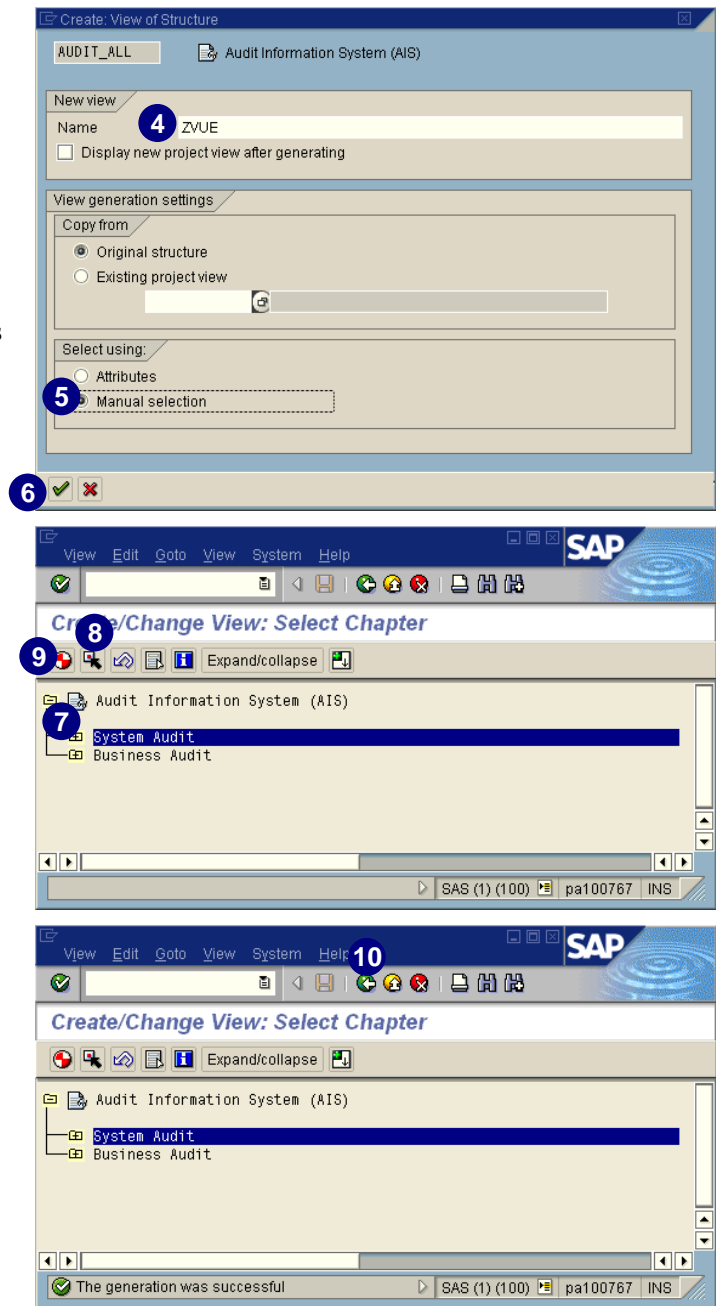 Create: View of Structure
AUDIT_ALL Audit Information System (AIS)
New view
Name 4 ZVUE
Display new project view after generating
View generation settings
Copy from
Original structure
Existing project view
s
Select using:
Attributes
5 Manual selection
6
View Edit Goto View System Help
SAP
Create/Change View: Select Chapter
8
9 Expand/collapse
Audit Information System (AIS)
7
System Audit
Business Audit
SAS (1) (100) pa100767 INS
View Edit Goto View System Help
10
SAP
Create/Change View: Select Chapter
Expand/collapse
Audit Information System (AIS)
System Audit
Business Audit
The generation was successful SAS (1) (100) pa100767 INS